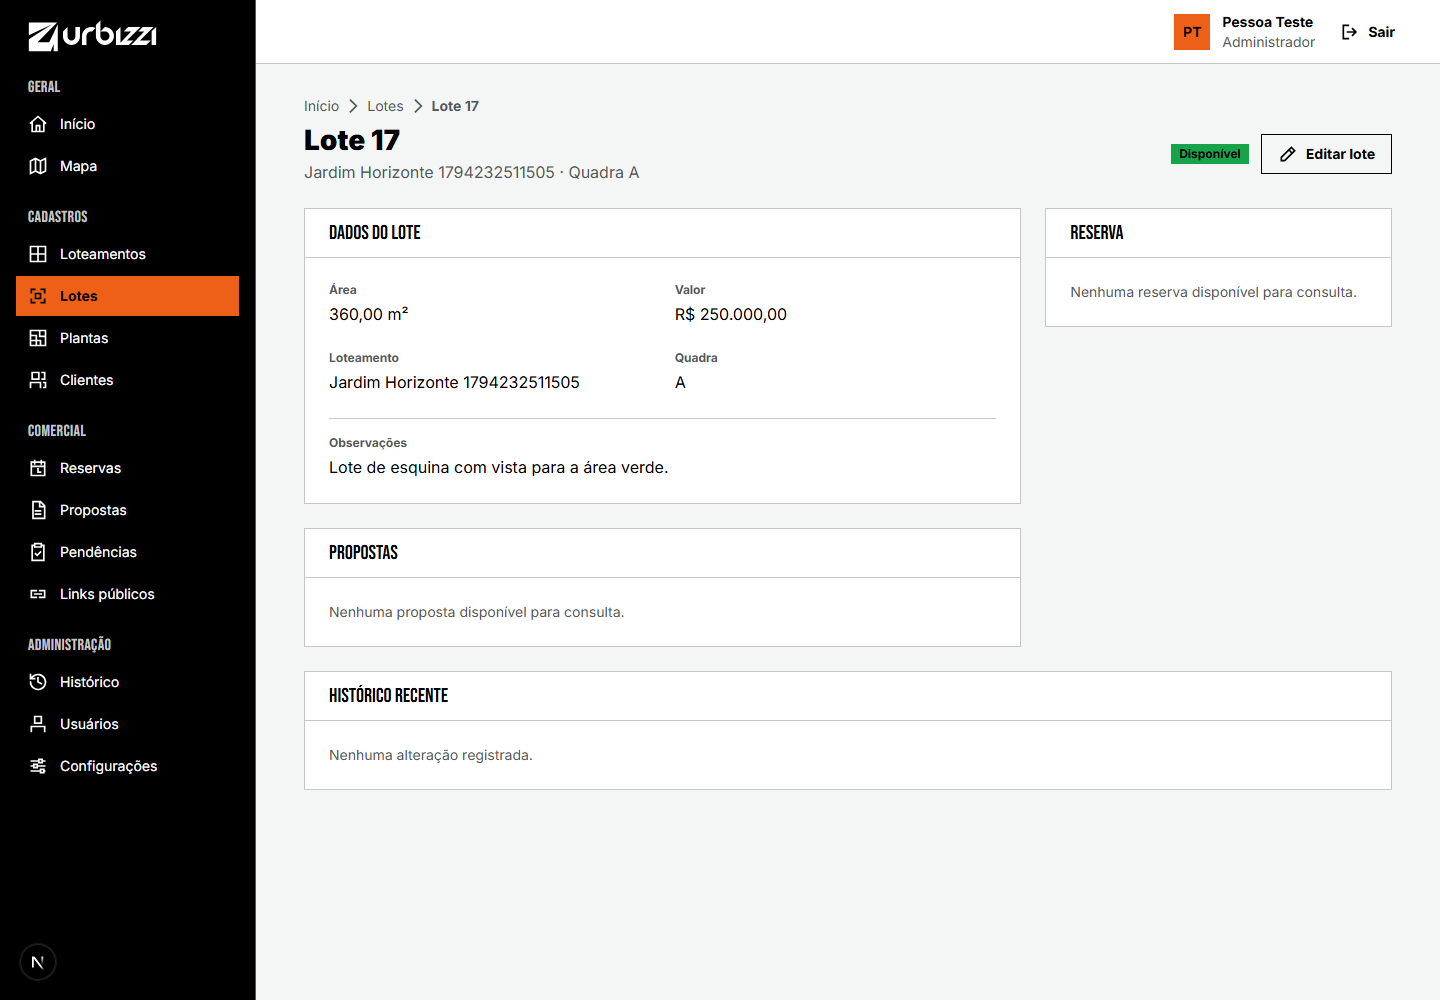 urbizzi
GERAL
Início
Mapa
CADASTROS
Loteamentos
Lotes
Plantas
Clientes
COMERCIAL
Reservas
Propostas
Pendências
Links públicos
ADMINISTRAÇÃO
Histórico
Usuários
Configurações
N
PT
Pessoa Teste
Administrador
Sair
Início > Lotes > Lote 17
Lote 17
Jardim Horizonte 1794232511505 · Quadra A
Disponível
Editar lote
DADOS DO LOTE
Área
360,00 m²
Valor
R$ 250.000,00
Loteamento
Jardim Horizonte 1794232511505
Quadra
A
Observações
Lote de esquina com vista para a área verde.
RESERVA
Nenhuma reserva disponível para consulta.
PROPOSTAS
Nenhuma proposta disponível para consulta.
HISTÓRICO RECENTE
Nenhuma alteração registrada.